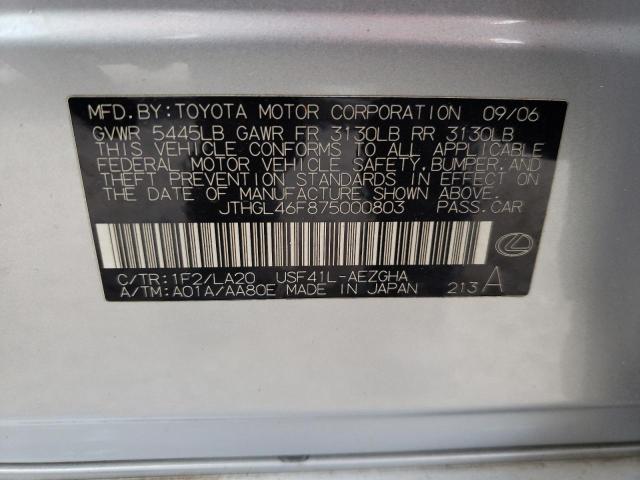 MFD. BY: TOYOTA MOTOR CORPORATION 09/06
GVWR 5445LB GAWR FR 3130LB RR 3130LB
THIS VEHICLE CONFORMS TO ALL APPLICABLE
FEDERAL MOTOR VEHICLE SAFETY, BUMPER, AND
THEFT PREVENTION STANDARDS IN EFFECT ON
THE DATE OF MANUFACTURE SHOWN ABOVE.
JTHGL46F875000803 PASS. CAR
C/TR: 1F2/LA20 USF41L-AEZGHA
A/TM: A01A/AA80E MADE IN JAPAN 213 A